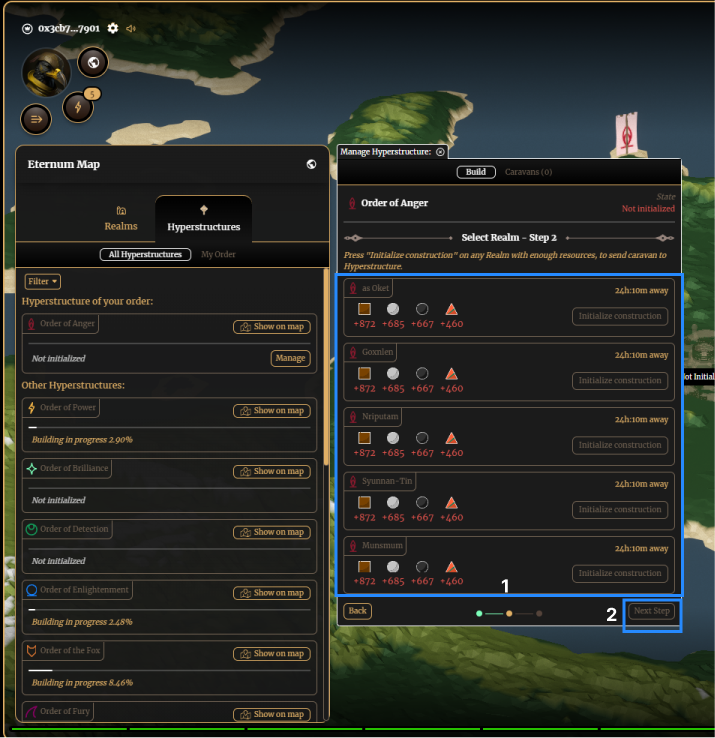 0x3cb7...7901
5
Eternum Map
Realms
Hyperstructures
All Hyperstructures
My Order
Filter
Hyperstructure of your order:
Order of Anger
Show on map
Not initialized
Manage
Other Hyperstructures:
Order of Power
Show on map
Building in progress 2.90%
Order of Brilliance
Show on map
Not initialized
Order of Detection
Show on map
Not initialized
Order of Enlightenment
Show on map
Building in progress 2.48%
Order of the Fox
Show on map
Building in progress 8.46%
Order of Fury
Show on map
Manage Hyperstructure:
Build
Caravans (0)
Order of Anger
State
Not initialized
Select Realm - Step 2
Press "Initialize construction" on any Realm with enough resources, to send caravan to
Hyperstructure.
as Oket
24h:10m away
+872 +685 +667 +460
Initialize construction
Goxnlen
24h:10m away
+872 +685 +667 +460
Initialize construction
Nriputam
24h:10m away
+872 +685 +667 +460
Initialize construction
Syunnan-Tin
24h:10m away
+872 +685 +667 +460
Initialize construction
Munsmum
24h:10m away
+872 +685 +667 +460
Initialize construction
1
Back
2
Next Step